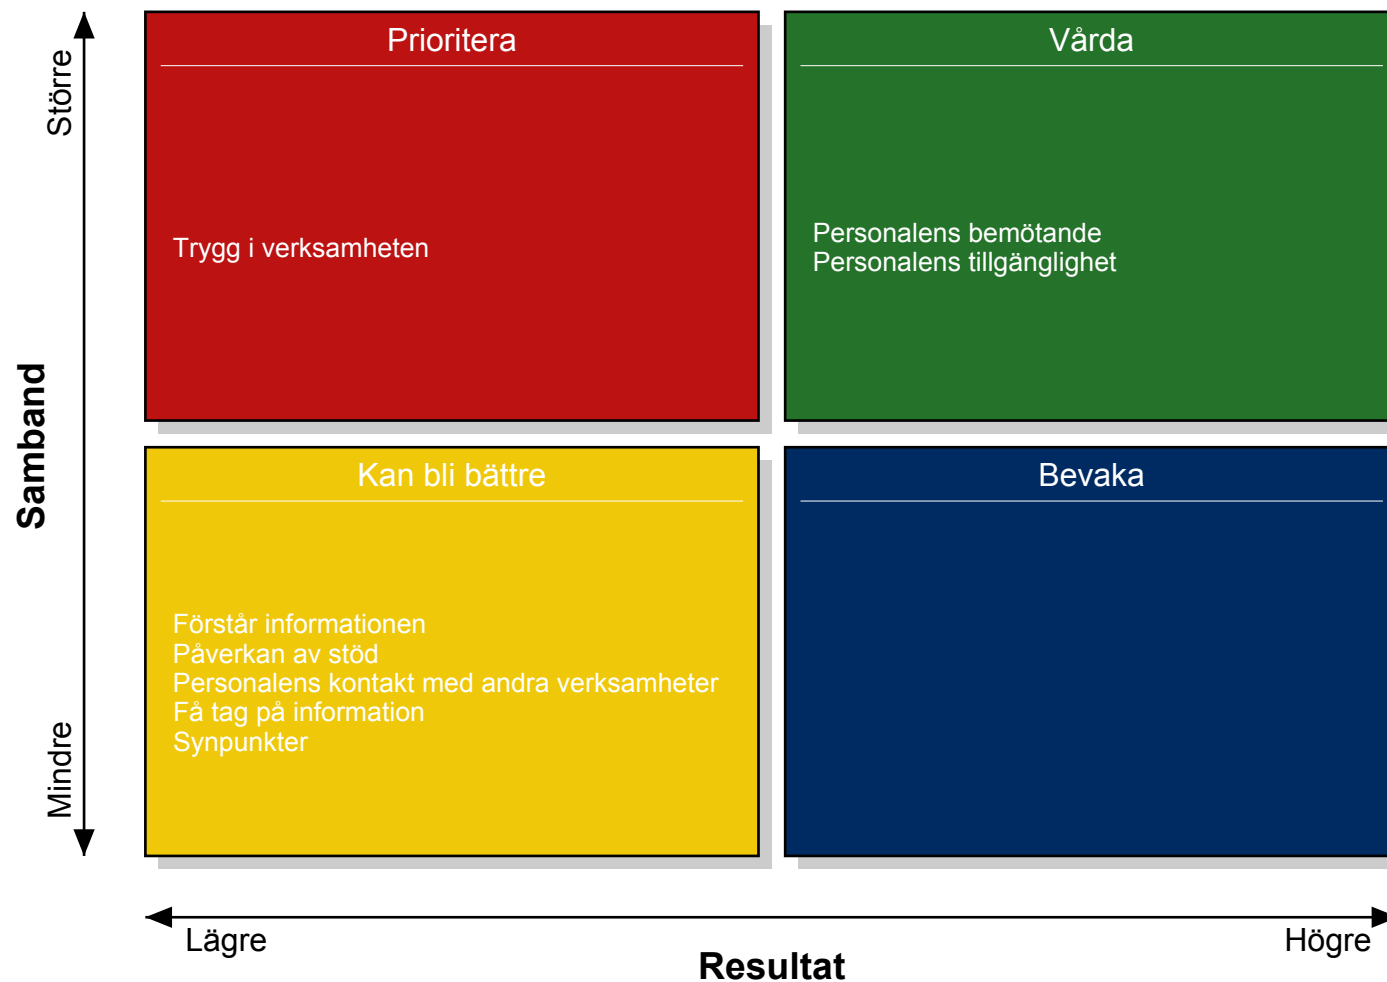 Större
Samband
Mindre
Prioritera
Trygg i verksamheten
Vårda
Personalens bemötande
Personalens tillgänglighet
Kan bli bättre
Förstår informationen
Påverkan av stöd
Personalens kontakt med andra verksamheter
Få tag på information
Synpunkter
Bevaka
Lägre
Resultat
Högre